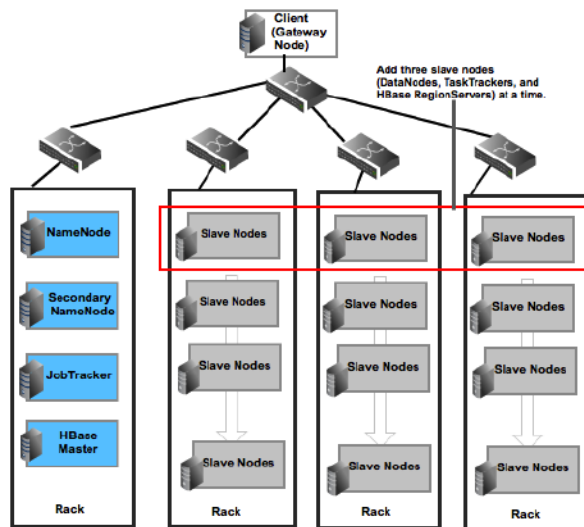 Client
(Gateway
Node)
Add three slave nodes
(DataNodes, TaskTrackers, and
HBase RegionServers) at a time.
NameNode
Secondary
NameNode
JobTracker
HBase
Master
Rack
Slave Nodes
Slave Nodes
Slave Nodes
Slave Nodes
Rack
Slave Nodes
Slave Nodes
Slave Nodes
Slave Nodes
Rack
Slave Nodes
Slave Nodes
Slave Nodes
Slave Nodes
Rack